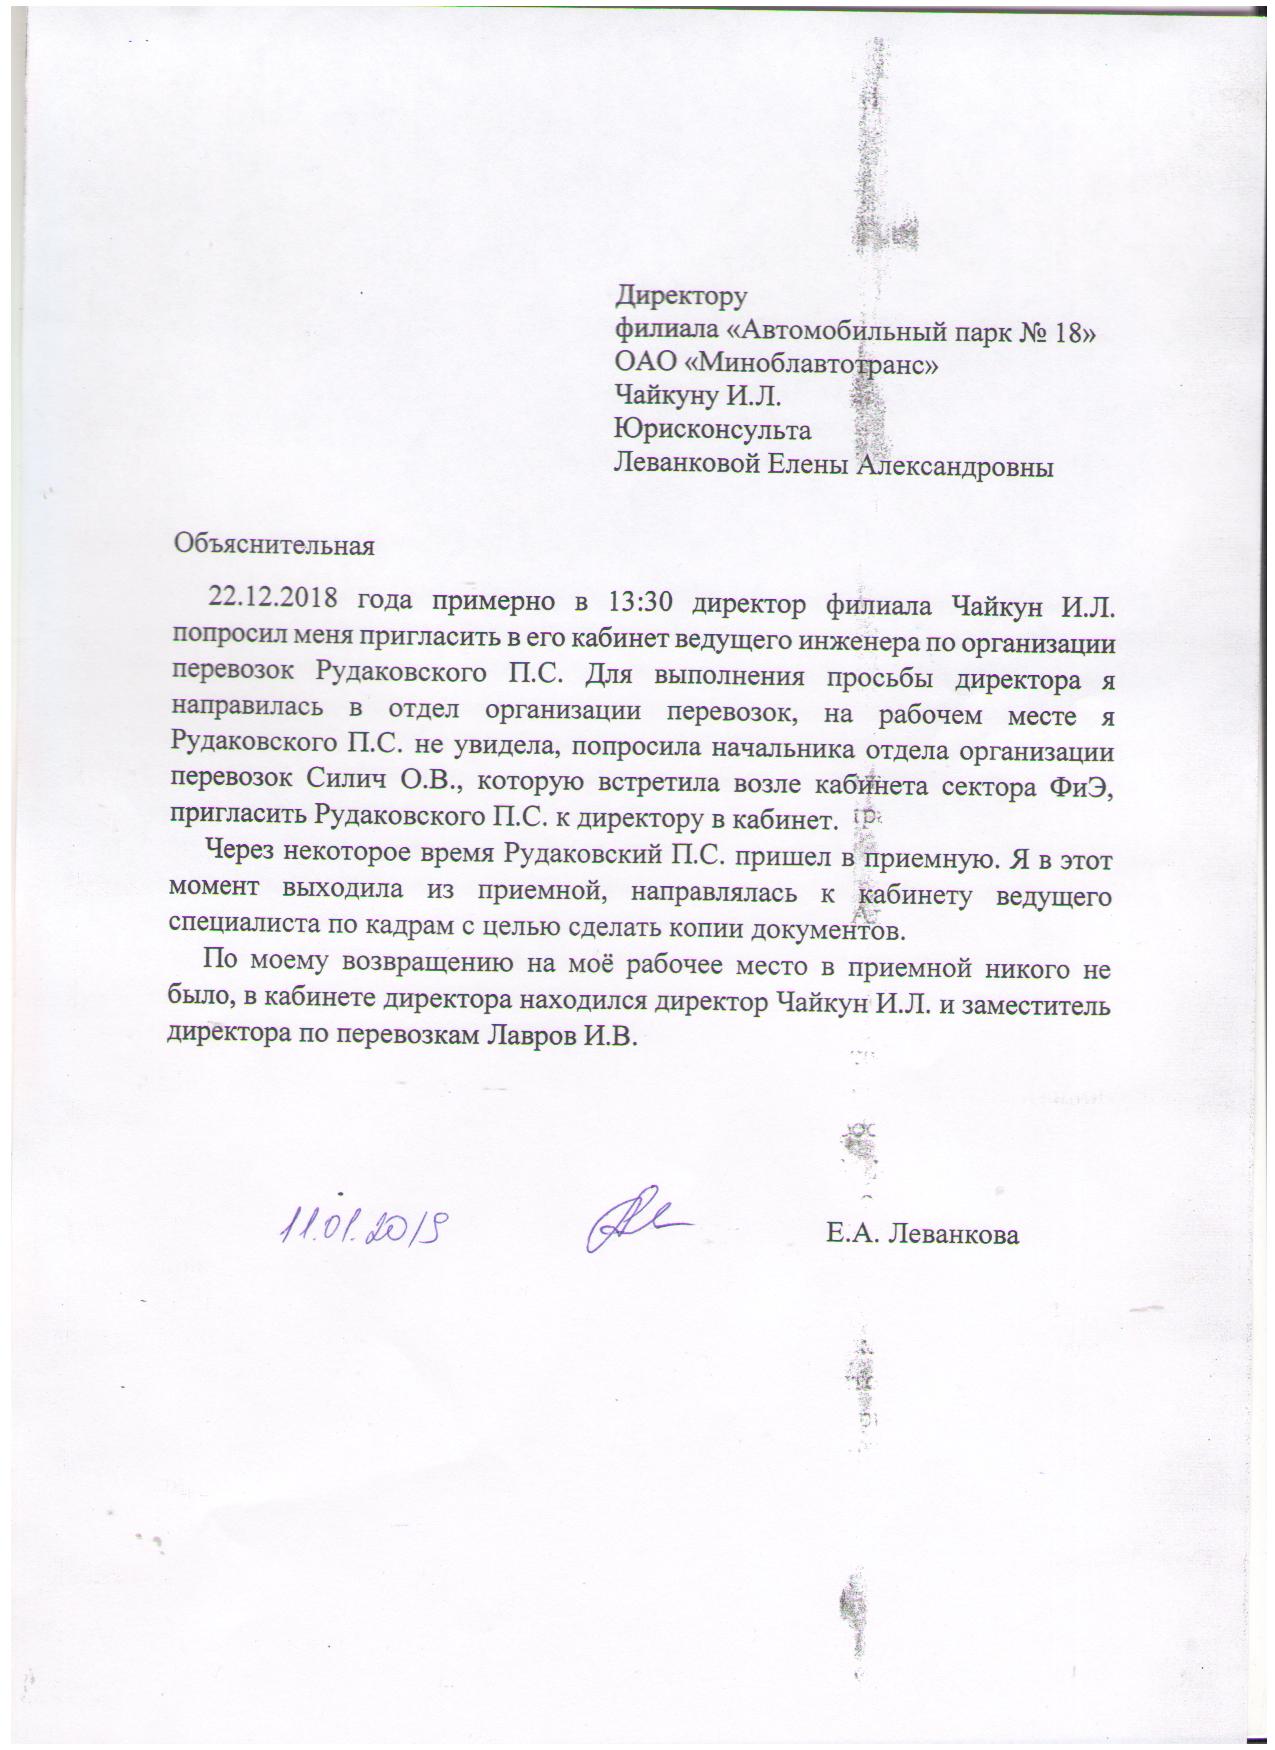 Директору
филиала «Автомобильный парк № 18»
ОАО «Миноблавтотранс»
Чайкуну И.Л.
Юрисконсульта
Леванковой Елены Александровны
Объяснительная
22.12.2018 года примерно в 13:30 директор филиала Чайкун И.Л.
попросил меня пригласить в его кабинет ведущего инженера по организации
перевозок Рудаковского П.С. Для выполнения просьбы директора я
направилась в отдел организации перевозок, на рабочем месте я
Рудаковского П.С. не увидела, попросила начальника отдела организации
перевозок Силич О.В., которую встретила возле кабинета сектора ФиЭ,
пригласить Рудаковского П.С. к директору в кабинет.
Через некоторое время Рудаковский П.С. пришел в приемную. Я в этот
момент выходила из приемной, направлялась к кабинету ведущего
специалиста по кадрам с целью сделать копии документов.
По моему возвращению на моё рабочее место в приемной никого не
было, в кабинете директора находился директор Чайкун И.Л. и заместитель
директора по перевозкам Лавров И.В.
11.01.2019 Е.А. Леванкова